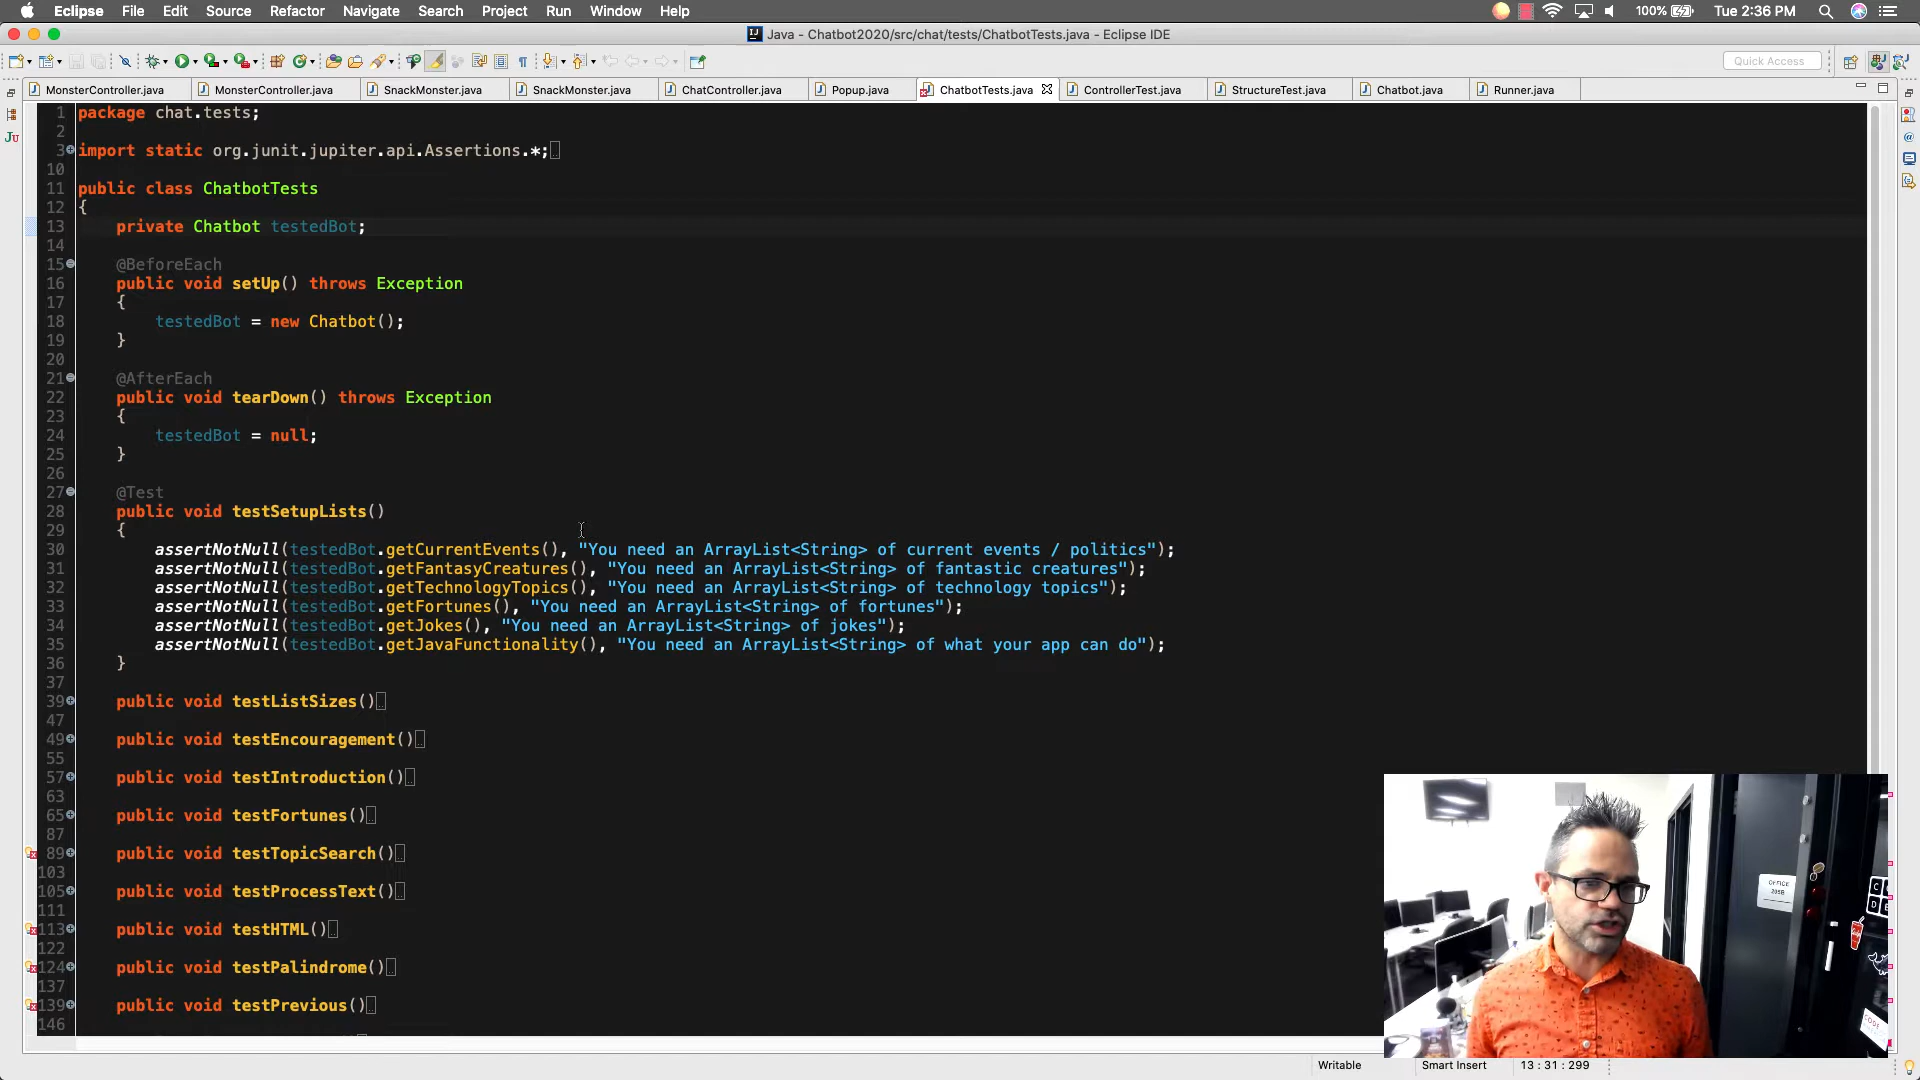 Eclipse File Edit Source Refactor Navigate Search Project Run Window Help 100% Tue 2:36 PM
Java - Chatbot2020/src/chat/tests/ChatbotTests.java - Eclipse IDE
Quick Access
MonsterController.java MonsterController.java SnackMonster.java SnackMonster.java ChatController.java Popup.java ChatbotTests.java ControllerTest.java StructureTest.java Chatbot.java Runner.java
1 package chat.tests;
2
3 import static org.junit.jupiter.api.Assertions.*;
10
11 public class ChatbotTests
12 {
13 private Chatbot testedBot;
14
15 @BeforeEach
16 public void setUp() throws Exception
17 {
18 testedBot = new Chatbot();
19 }
20
21 @AfterEach
22 public void tearDown() throws Exception
23 {
24 testedBot = null;
25 }
26
27 @Test
28 public void testSetupLists()
29 {
30 assertNotNull(testedBot.getCurrentEvents(), "You need an ArrayList<String> of current events / politics");
31 assertNotNull(testedBot.getFantasyCreatures(), "You need an ArrayList<String> of fantastic creatures");
32 assertNotNull(testedBot.getTechnologyTopics(), "You need an ArrayList<String> of technology topics");
33 assertNotNull(testedBot.getFortunes(), "You need an ArrayList<String> of fortunes");
34 assertNotNull(testedBot.getJokes(), "You need an ArrayList<String> of jokes");
35 assertNotNull(testedBot.getJavaFunctionality(), "You need an ArrayList<String> of what your app can do");
36 }
37
39 public void testListSizes()
47
49 public void testEncouragement()
55
57 public void testIntroduction()
63
65 public void testFortunes()
87
89 public void testTopicSearch()
103
105 public void testProcessText()
111
113 public void testHTML()
122
124 public void testPalindrome()
137
139 public void testPrevious()
146
OFFICE
205B
CODE
Writable Smart Insert 13 : 31 : 299